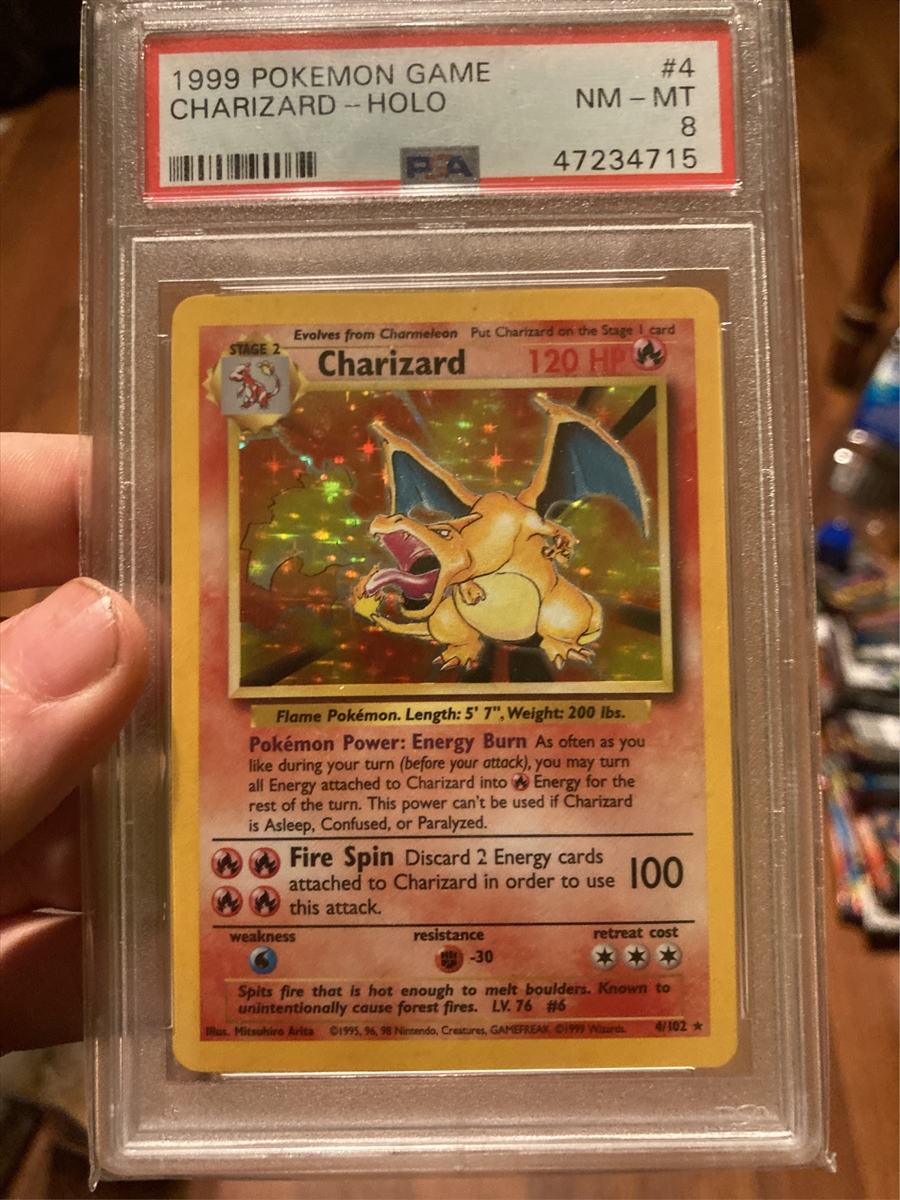 1999 POKEMON GAME #4
CHARIZARD - HOLO NM - MT
8
PSA 47234715
Evolves from Charmeleon Put Charizard on the Stage 1 card
STAGE 2 Charizard 120 HP
Flame Pokémon. Length: 5' 7", Weight: 200 lbs.
Pokémon Power: Energy Burn As often as you
like during your turn (before your attack), you may turn
all Energy attached to Charizard into Energy for the
rest of the turn. This power can't be used if Charizard
is Asleep, Confused, or Paralyzed.
Fire Spin Discard 2 Energy cards
attached to Charizard in order to use 100
this attack.
weakness resistance retreat cost
-30
Spits fire that is hot enough to melt boulders. Known to
unintentionally cause forest fires. LV. 76 #6
Illus. Mitsuhiro Arita ©1995, 96, 98 Nintendo, Creatures, GAMEFREAK. ©1999 Wizards. 4/102 ★